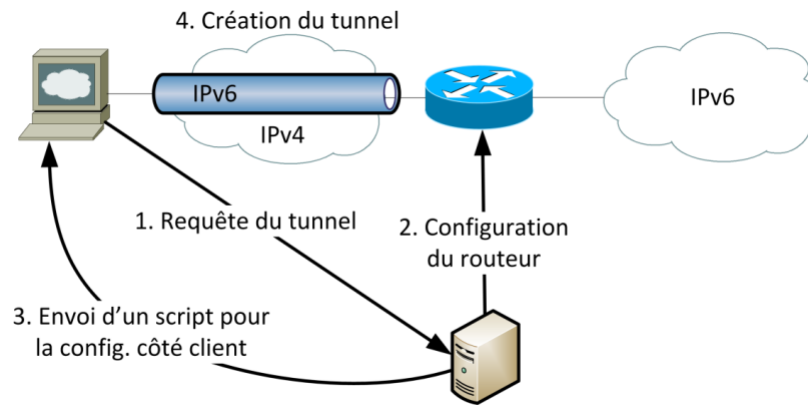 4. Création du tunnel
IPv6
IPv4
IPv6
1. Requête du tunnel
2. Configuration
du routeur
3. Envoi d'un script pour
la config. côté client